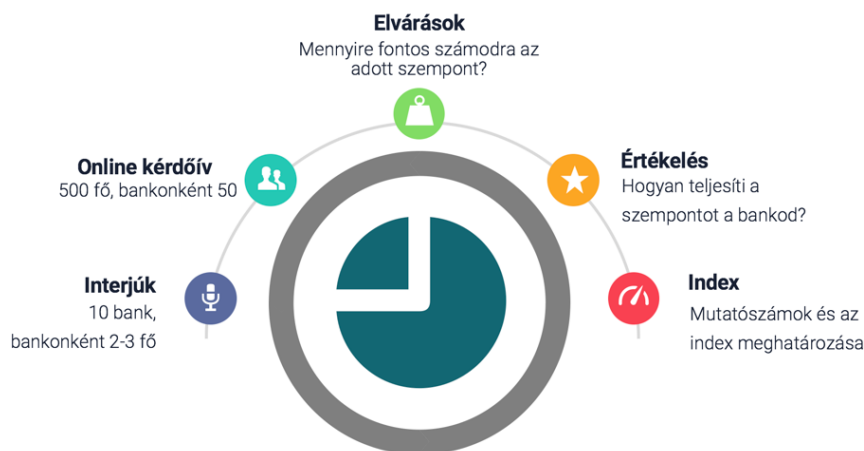 Elvárások
Mennyire fontos számodra az
adott szempont?
Online kérdőív
500 fő, bankonként 50
Értékelés
Hogyan teljesíti a
szempontot a bankod?
Interjúk
10 bank,
bankonként 2-3 fő
Index
Mutatószámok és az
index meghatározása